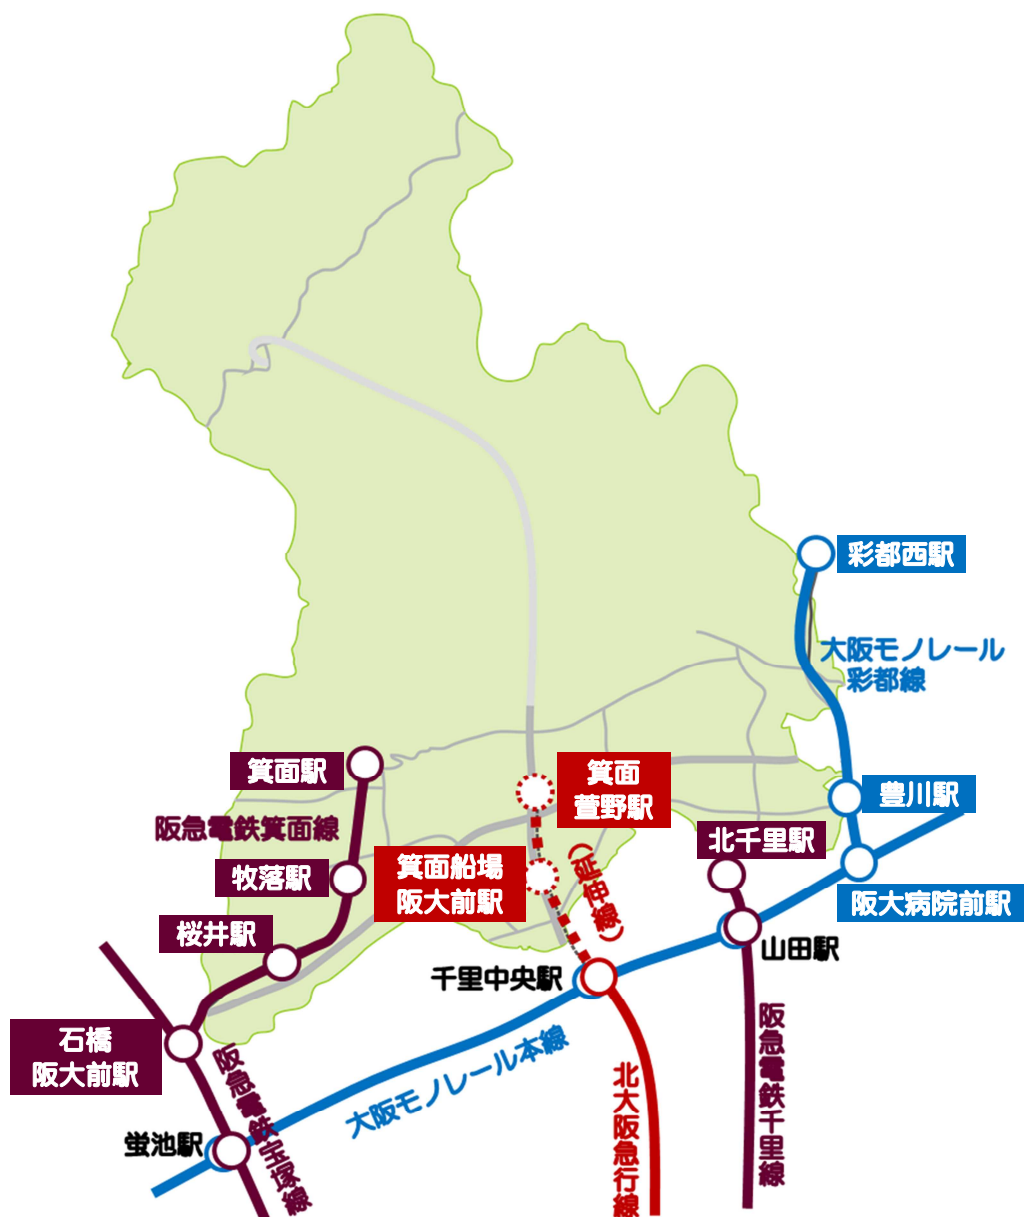 彩都西駅
大阪モノレール
彩都線
箕面駅
箕面
萱野駅
豊川駅
阪急電鉄箕面線
北千里駅
牧落駅
箕面船場
阪大前駅
(延伸線)
阪大病院前駅
桜井駅
山田駅
千里中央駅
石橋
阪大前駅
阪急電鉄宝塚線
大阪モノレール本線
北大阪急行線
阪急電鉄千里線
蛍池駅